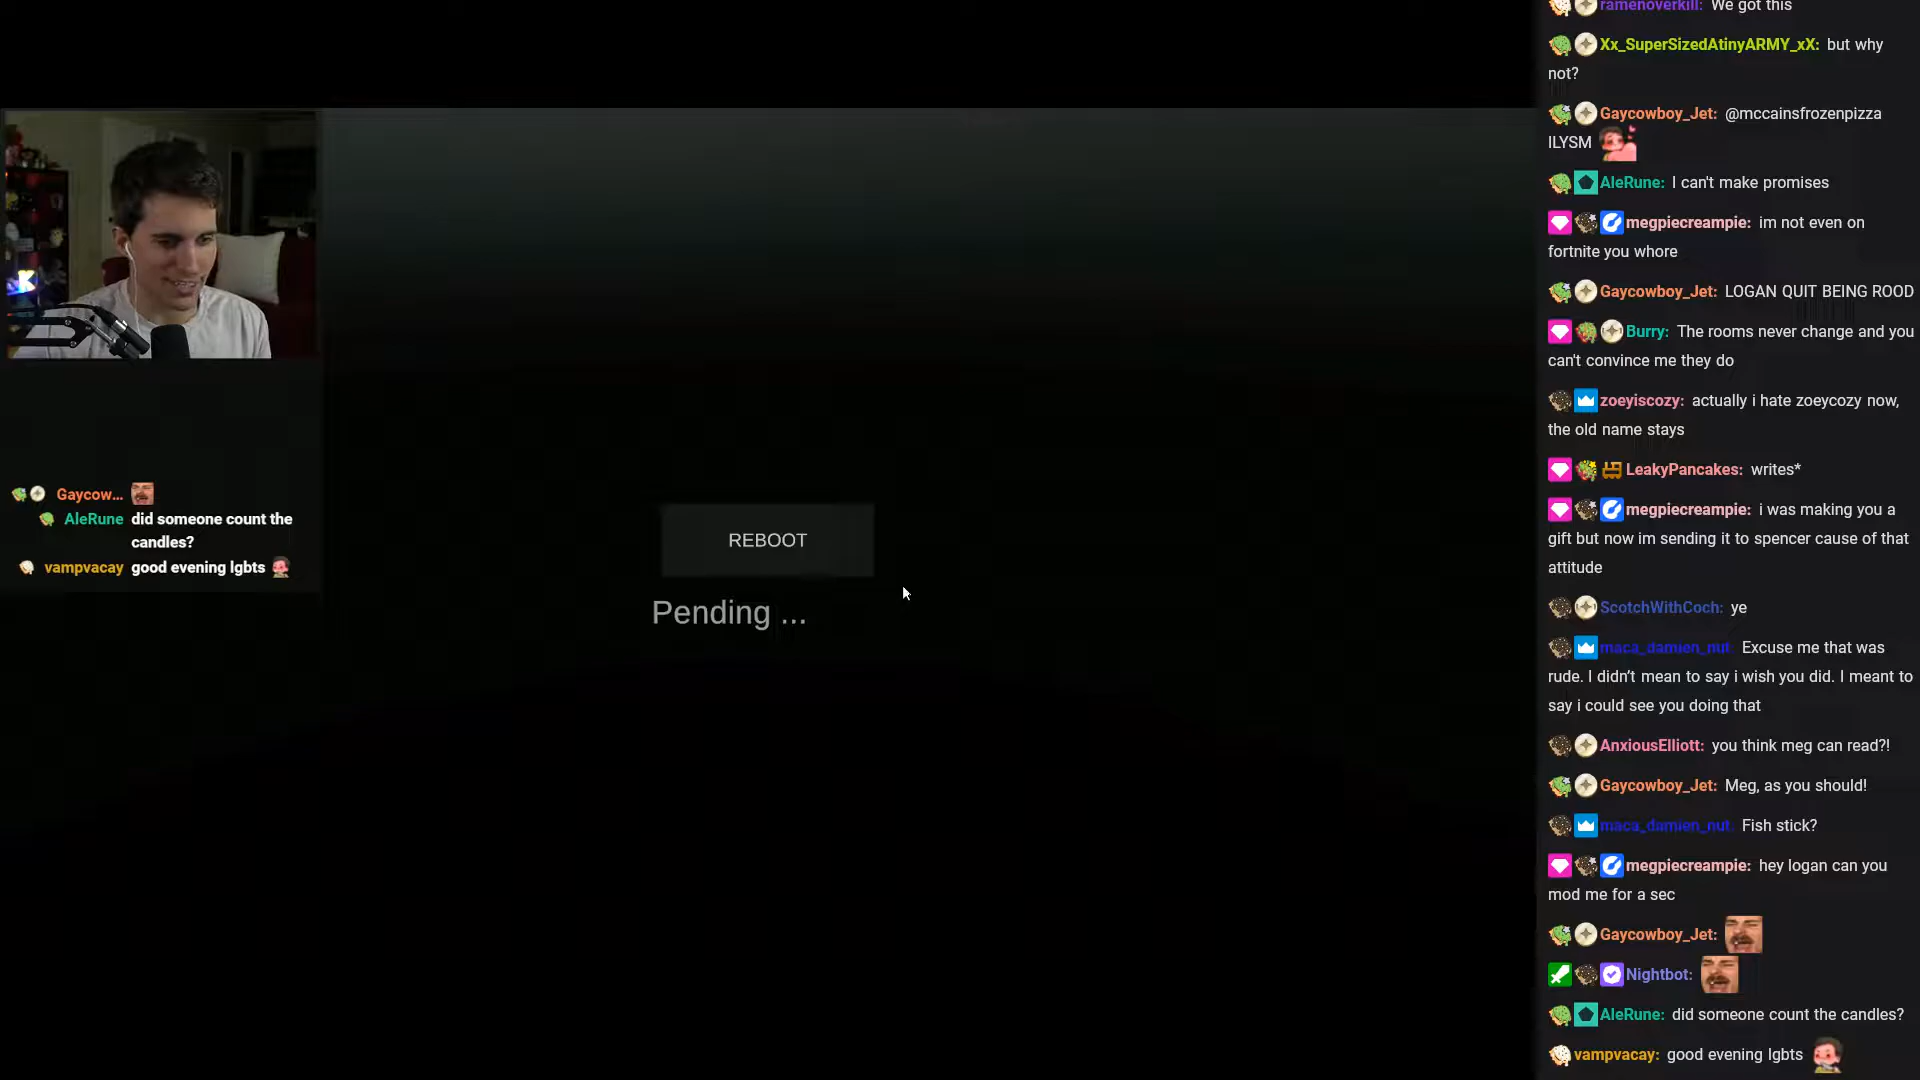 Gaycow...
AleRune did someone count the
candles?
vampvacay good evening lgbts
REBOOT
Pending ...
ramenoverkill: We got this
Xx_SuperSizedAtinyARMY_xX: but why
not?
Gaycowboy_Jet: @mccainsfrozenpizza
ILYSM
AleRune: I can't make promises
megpiecreampie: im not even on
fortnite you whore
Gaycowboy_Jet: LOGAN QUIT BEING ROOD
Burry: The rooms never change and you
can't convince me they do
zoeyiscozy: actually i hate zoeycozy now,
the old name stays
LeakyPancakes: writes*
megpiecreampie: i was making you a
gift but now im sending it to spencer cause of that
attitude
ScotchWithCoch: ye
maca_damien_nut: Excuse me that was
rude. I didn’t mean to say i wish you did. I meant to
say i could see you doing that
AnxiousElliott: you think meg can read?!
Gaycowboy_Jet: Meg, as you should!
maca_damien_nut: Fish stick?
megpiecreampie: hey logan can you
mod me for a sec
Gaycowboy_Jet:
Nightbot:
AleRune: did someone count the candles?
vampvacay: good evening lgbts